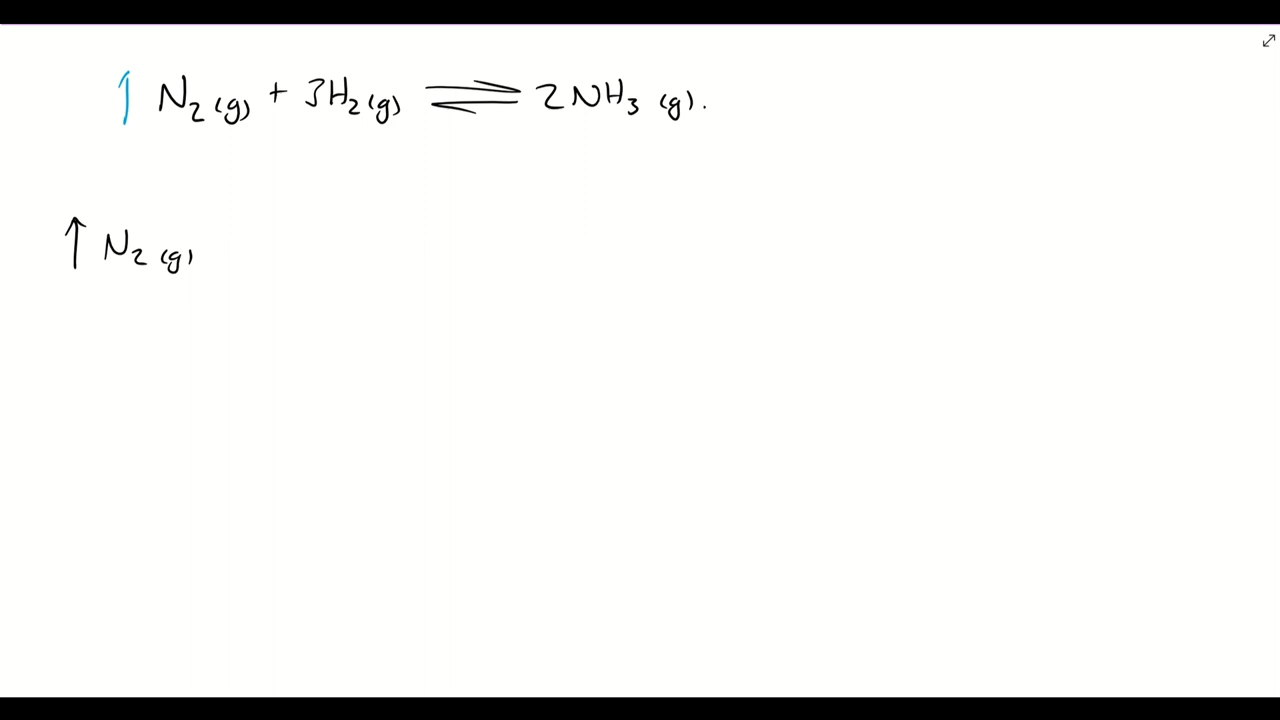 ↑ N₂(g) + 3H₂(g) ⇌ 2NH₃(g).
↑ N₂(g)